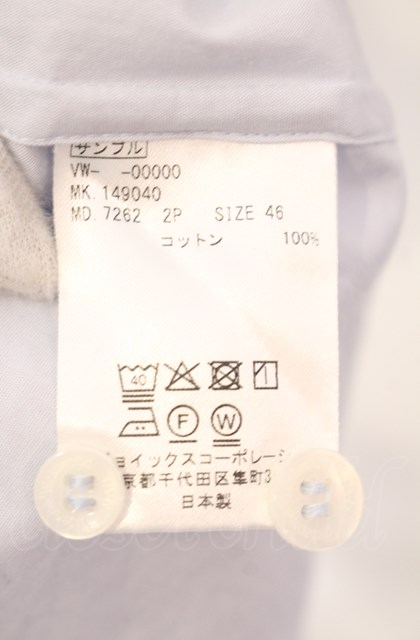 サンプル
VW-　-00000
MK. 149040
MD. 7262 2P SIZE 46
コットン 100%
40
F W
ョイックスコーポレーシ
京都千代田区隼町3
日本製